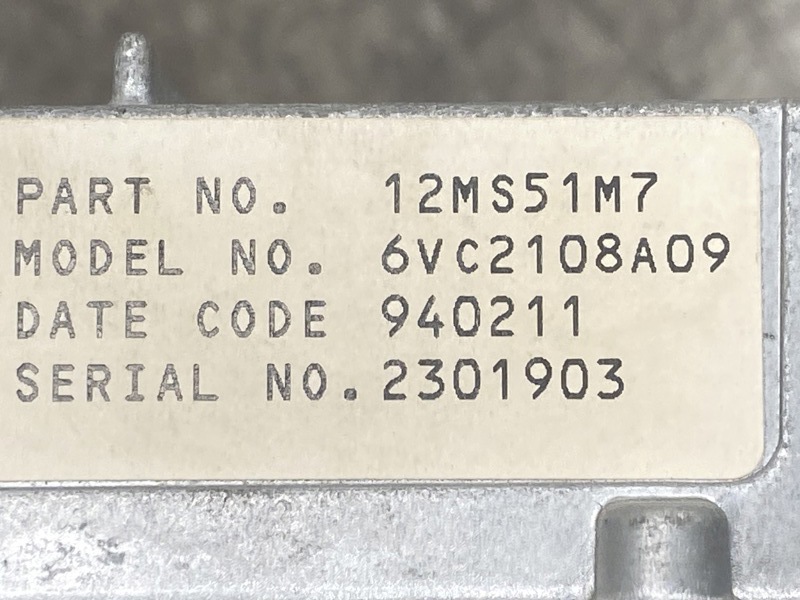 PART NO. 12MS51M7
MODEL NO. 6VC2108A09
DATE CODE 940211
SERIAL NO. 2301903